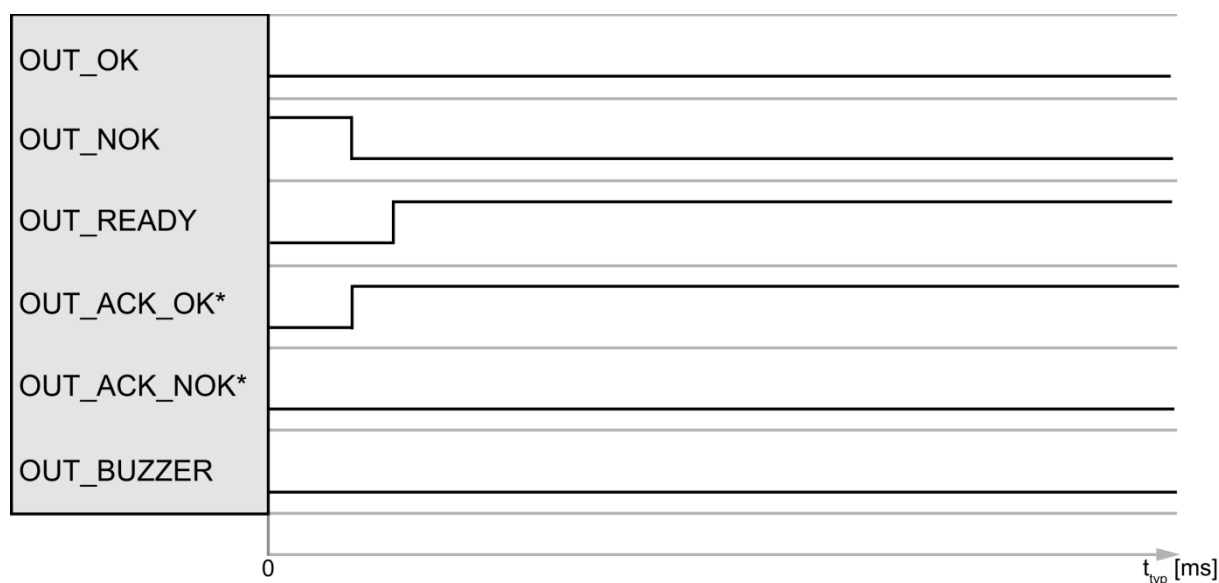 OUT_OK
OUT_NOK
OUT_READY
OUT_ACK_OK*
OUT_ACK_NOK*
OUT_BUZZER
0 t_typ [ms]